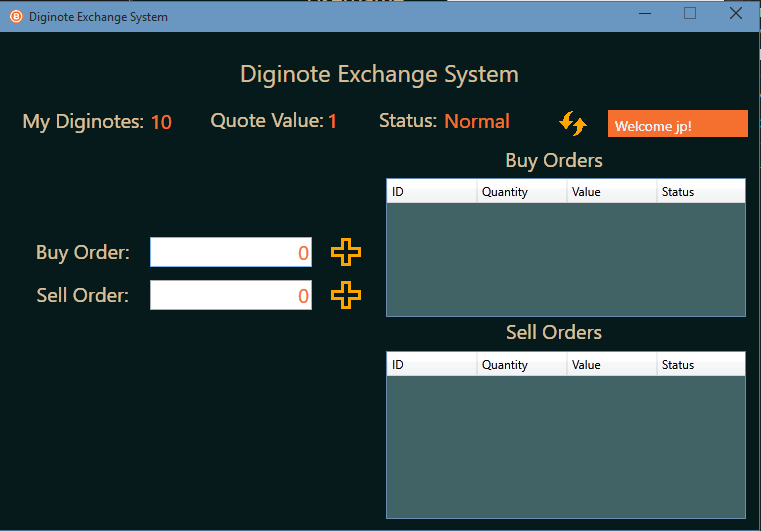 Diginote Exchange System
Diginote Exchange System
My Diginotes: 10 Quote Value: 1 Status: Normal Welcome jp!
Buy Orders
ID Quantity Value Status
Buy Order: 0
Sell Order: 0
Sell Orders
ID Quantity Value Status